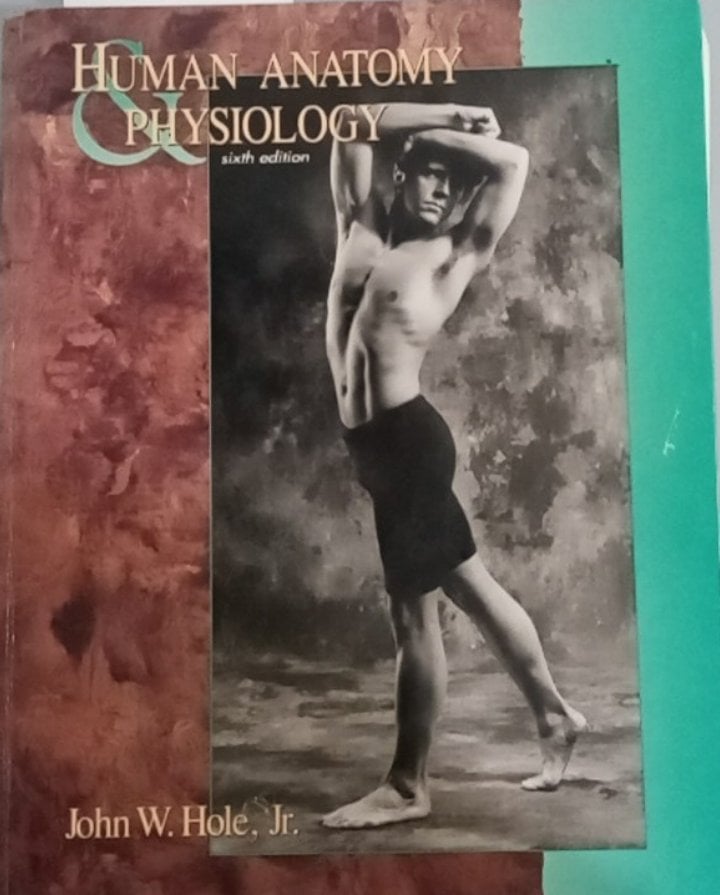 HUMAN ANATOMY
& PHYSIOLOGY
sixth edition
John W. Hole, Jr.